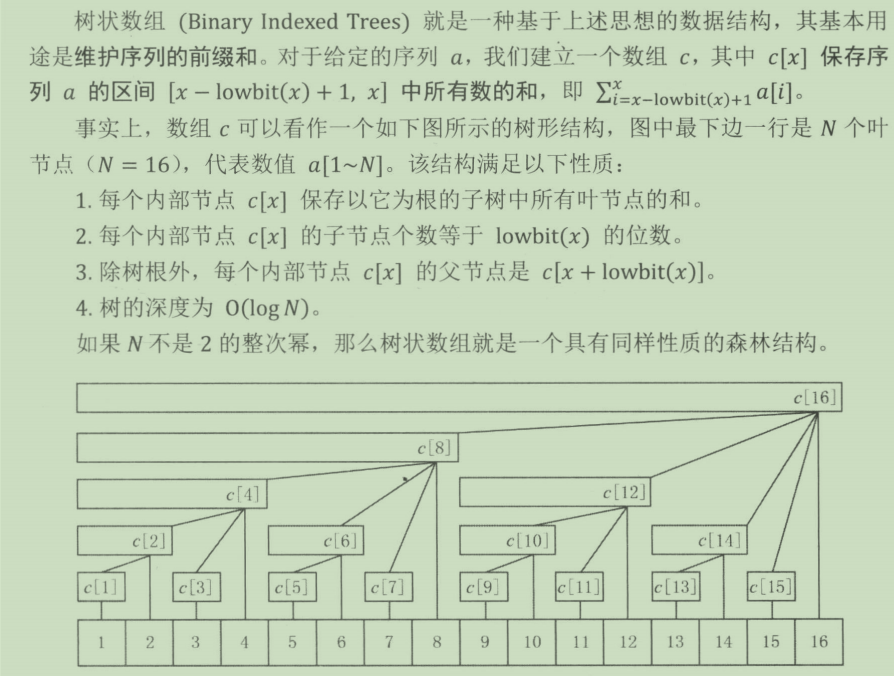 树状数组 (Binary Indexed Trees) 就是一种基于上述思想的数据结构，其基本用
途是维护序列的前缀和。对于给定的序列 a，我们建立一个数组 c，其中 c[x] 保存序
列 a 的区间 [x − lowbit(x) + 1, x] 中所有数的和，即 ∑_{i=x−lowbit(x)+1}^{x} a[i]。
事实上，数组 c 可以看作一个如下图所示的树形结构，图中最下边一行是 N 个叶
节点（N = 16），代表数值 a[1~N]。该结构满足以下性质：
1. 每个内部节点 c[x] 保存以它为根的子树中所有叶节点的和。
2. 每个内部节点 c[x] 的子节点个数等于 lowbit(x) 的位数。
3. 除树根外，每个内部节点 c[x] 的父节点是 c[x + lowbit(x)]。
4. 树的深度为 O(log N)。
如果 N 不是 2 的整次幂，那么树状数组就是一个具有同样性质的森林结构。
c[16]
c[8]
c[4] c[12]
c[2] c[6] c[10] c[14]
c[1] c[3] c[5] c[7] c[9] c[11] c[13] c[15]
1 2 3 4 5 6 7 8 9 10 11 12 13 14 15 16